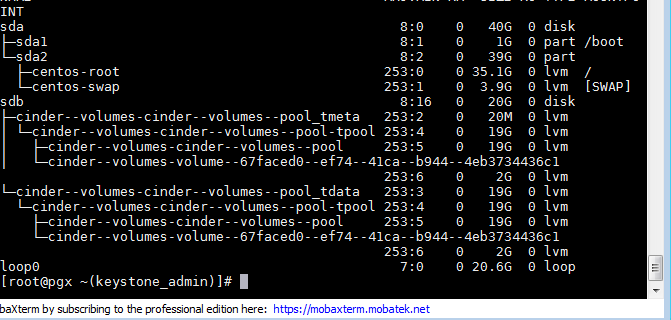 INT
sda 8:0 0 40G 0 disk
├─sda1 8:1 0 1G 0 part /boot
└─sda2 8:2 0 39G 0 part
├─centos-root 253:0 0 35.1G 0 lvm /
└─centos-swap 253:1 0 3.9G 0 lvm [SWAP]
sdb 8:16 0 20G 0 disk
├─cinder--volumes-cinder--volumes--pool_tmeta 253:2 0 20M 0 lvm
│ └─cinder--volumes-cinder--volumes--pool-tpool 253:4 0 19G 0 lvm
│ ├─cinder--volumes-cinder--volumes--pool 253:5 0 19G 0 lvm
│ └─cinder--volumes-volume--67faced0--ef74--41ca--b944--4eb3734436c1
253:6 0 2G 0 lvm
└─cinder--volumes-cinder--volumes--pool_tdata 253:3 0 19G 0 lvm
└─cinder--volumes-cinder--volumes--pool-tpool 253:4 0 19G 0 lvm
├─cinder--volumes-cinder--volumes--pool 253:5 0 19G 0 lvm
└─cinder--volumes-volume--67faced0--ef74--41ca--b944--4eb3734436c1
253:6 0 2G 0 lvm
loop0 7:0 0 20.6G 0 loop
[root@pgx ~(keystone_admin)]#
baXterm by subscribing to the professional edition here: https://mobaxterm.mobatek.net